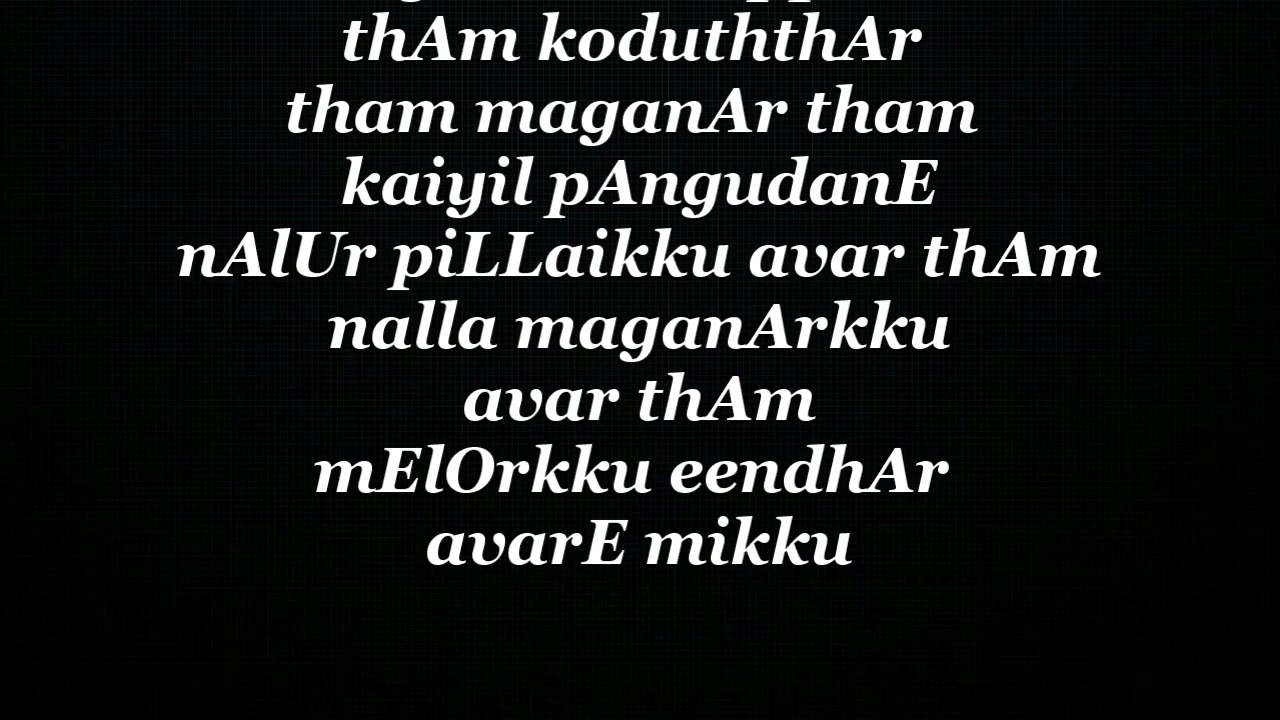 thAm koduththAr
tham maganAr tham
kaiyil pAngudanE
nAlUr piLLaikku avar thAm
nalla maganArkku
avar thAm
mElOrkku eendhAr
avarE mikku